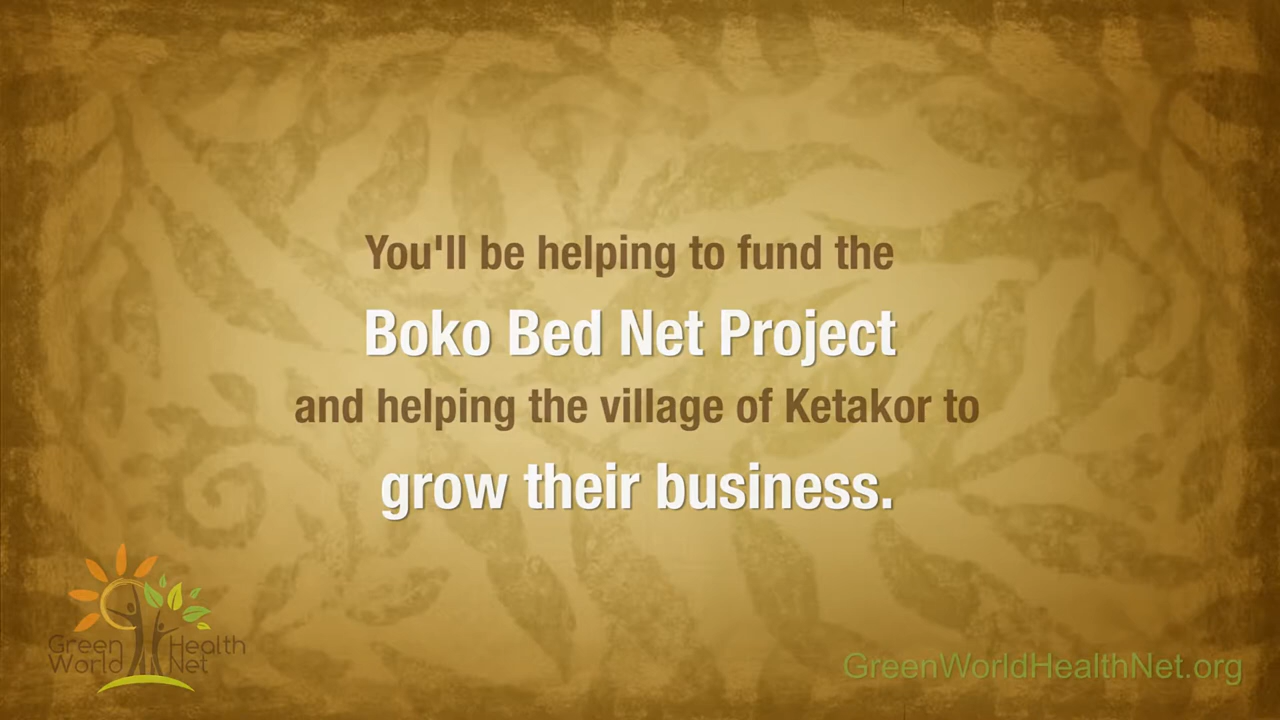 You'll be helping to fund the
Boko Bed Net Project
and helping the village of Ketakor to
grow their business.
Green Health
World Net
GreenWorldHealthNet.org